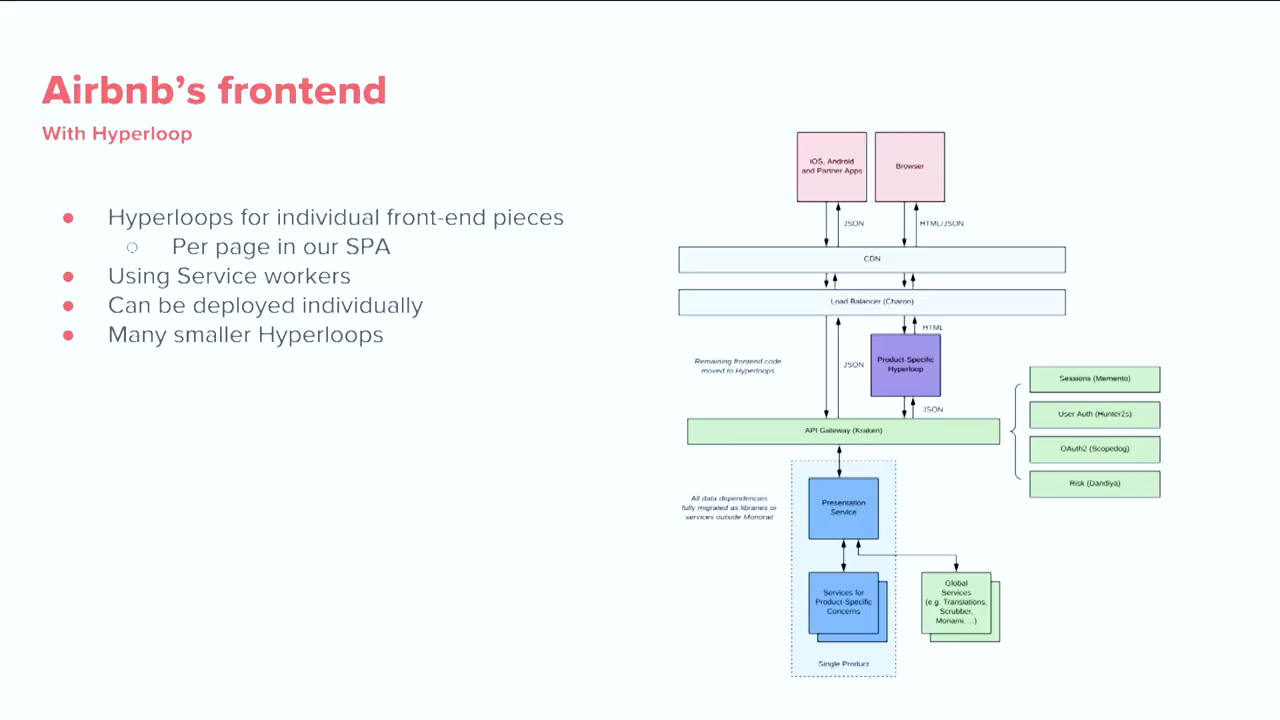 Airbnb's frontend
With Hyperloop
Hyperloops for individual front-end pieces
Per page in our SPA
Using Service workers
Can be deployed individually
Many smaller Hyperloops
iOS, Android
and Partner Apps
Browser
JSON
HTML/JSON
CDN
Load Balancer (Charon)
HTML
Remaining frontend code
moved to Hyperloops
JSON
Product-Specific
Hyperloop
JSON
API Gateway (Kraken)
Sessions (Memento)
User Auth (Hunter2s)
OAuth2 (Scopedog)
Risk (Dandiya)
All data dependences
fully migrated as libraries or
services outside Monorail
Presentation
Service
Services for
Product-Specific
Concerns
Global
Services
(e.g. Translations,
Scrubber,
Monami, ...)
Single Product